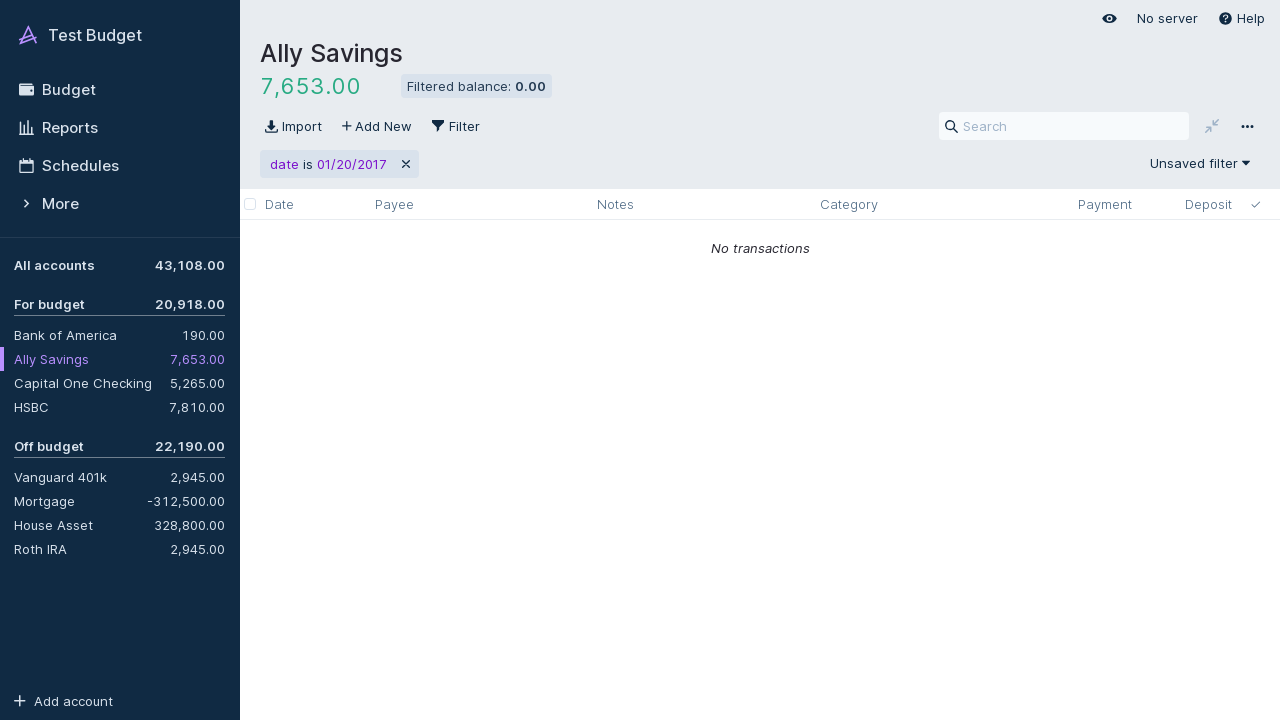 Test Budget
Budget
Reports
Schedules
More
All accounts 43,108.00
For budget 20,918.00
Bank of America 190.00
Ally Savings 7,653.00
Capital One Checking 5,265.00
HSBC 7,810.00
Off budget 22,190.00
Vanguard 401k 2,945.00
Mortgage -312,500.00
House Asset 328,800.00
Roth IRA 2,945.00
Add account
No server Help
Ally Savings
7,653.00 Filtered balance: 0.00
Import Add New Filter Search
date is 01/20/2017 Unsaved filter
Date Payee Notes Category Payment Deposit
No transactions